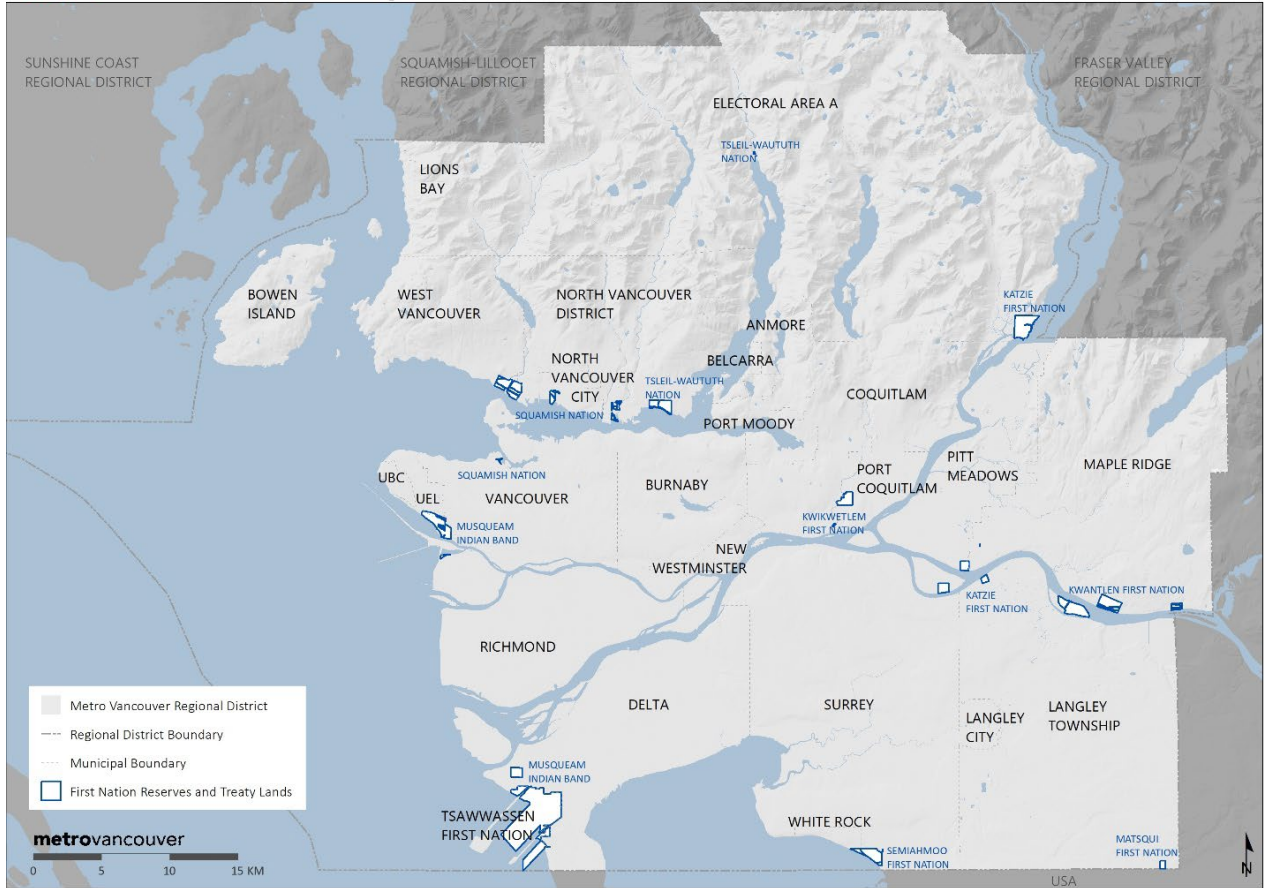 SUNSHINE COAST
REGIONAL DISTRICT
SQUAMISH-LILLOOET
REGIONAL DISTRICT
FRASER VALLEY
REGIONAL DISTRICT
ELECTORAL AREA A
TSLEIL-WAUTUTH
NATION
LIONS
BAY
BOWEN
ISLAND
WEST
VANCOUVER
NORTH VANCOUVER
DISTRICT
KATZIE
FIRST NATION
ANMORE
BELCARRA
NORTH
VANCOUVER
CITY
TSLEIL-WAUTUTH
NATION
SQUAMISH NATION
COQUITLAM
PORT MOODY
PITT
MEADOWS
MAPLE RIDGE
PORT
COQUITLAM
UBC
SQUAMISH NATION
UEL
VANCOUVER
BURNABY
KWIKWETLEM
FIRST NATION
MUSQUEAM
INDIAN BAND
NEW
WESTMINSTER
KATZIE
FIRST NATION
KWANTLEN FIRST NATION
RICHMOND
DELTA
SURREY
LANGLEY
CITY
LANGLEY
TOWNSHIP
Metro Vancouver Regional District
Regional District Boundary
Municipal Boundary
First Nation Reserves and Treaty Lands
MUSQUEAM
INDIAN BAND
TSAWWASSEN
FIRST NATION
WHITE ROCK
SEMIAHMOO
FIRST NATION
MATSQUI
FIRST NATION
metrovancouver
0 5 10 15 KM
USA
N